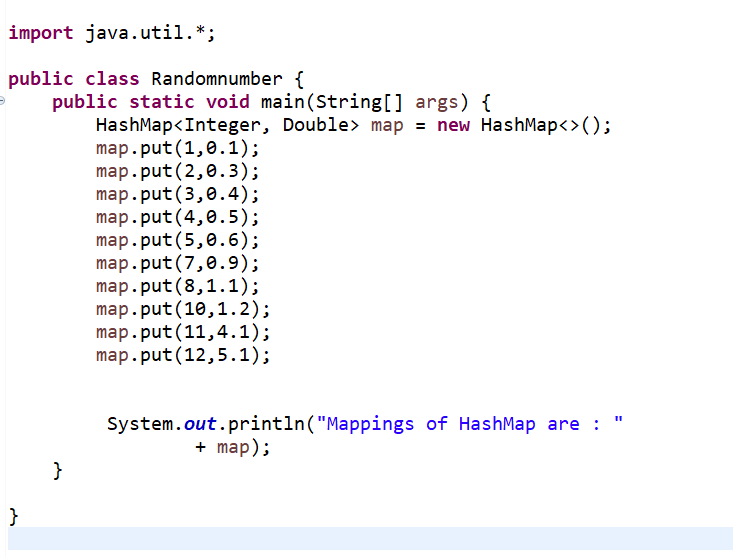 import java.util.*;
public class Randomnumber {
public static void main(String[] args) {
HashMap<Integer, Double> map = new HashMap<>();
map.put(1,0.1);
map.put(2,0.3);
map.put(3,0.4);
map.put(4,0.5);
map.put(5,0.6);
map.put(7,0.9);
map.put(8,1.1);
map.put(10,1.2);
map.put(11,4.1);
map.put(12,5.1);
System.out.println("Mappings of HashMap are : "
+ map);
}
}